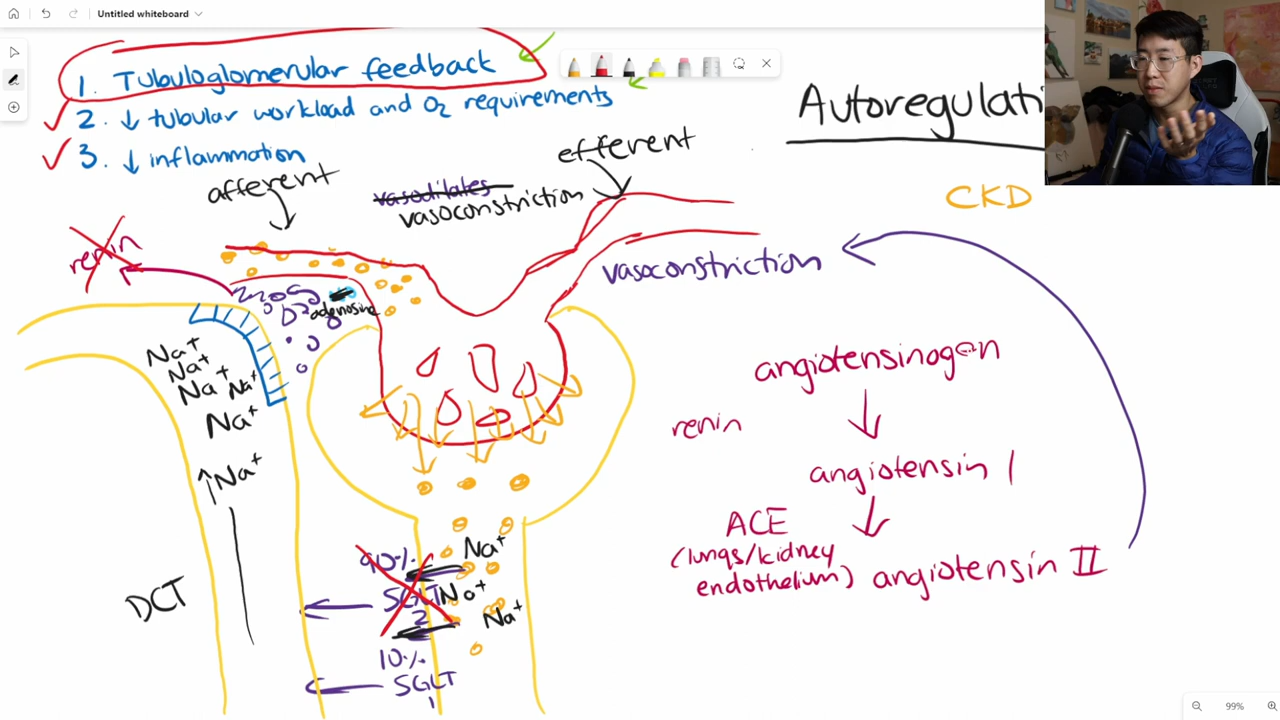 Untitled whiteboard
1. Tubuloglomerular feedback
2. ↓ tubular workload and O2 requirements
3. ↓ inflammation
Autoregulati
CKD
afferent
efferent
vasodilates
vasoconstriction
renin
vasoconstriction
adenosine
Na+
Na+
Na+ Na+
Na+
↑Na+
DCT
angiotensinogen
renin
angiotensin I
ACE
(lungs/kidney
endothelium) angiotensin II
90%
Na+
SGLT Na+
2
Na+
10%
SGLT
1
99%